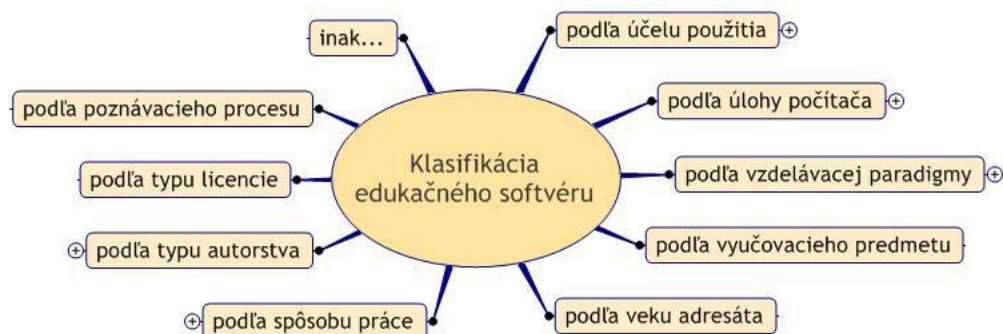 inak...
podľa účelu použitia
podľa poznávacieho procesu
podľa úlohy počítača
Klasifikácia
edukačného softvéru
podľa typu licencie
podľa vzdelávacej paradigmy
podľa typu autorstva
podľa vyučovacieho predmetu
podľa spôsobu práce
podľa veku adresáta